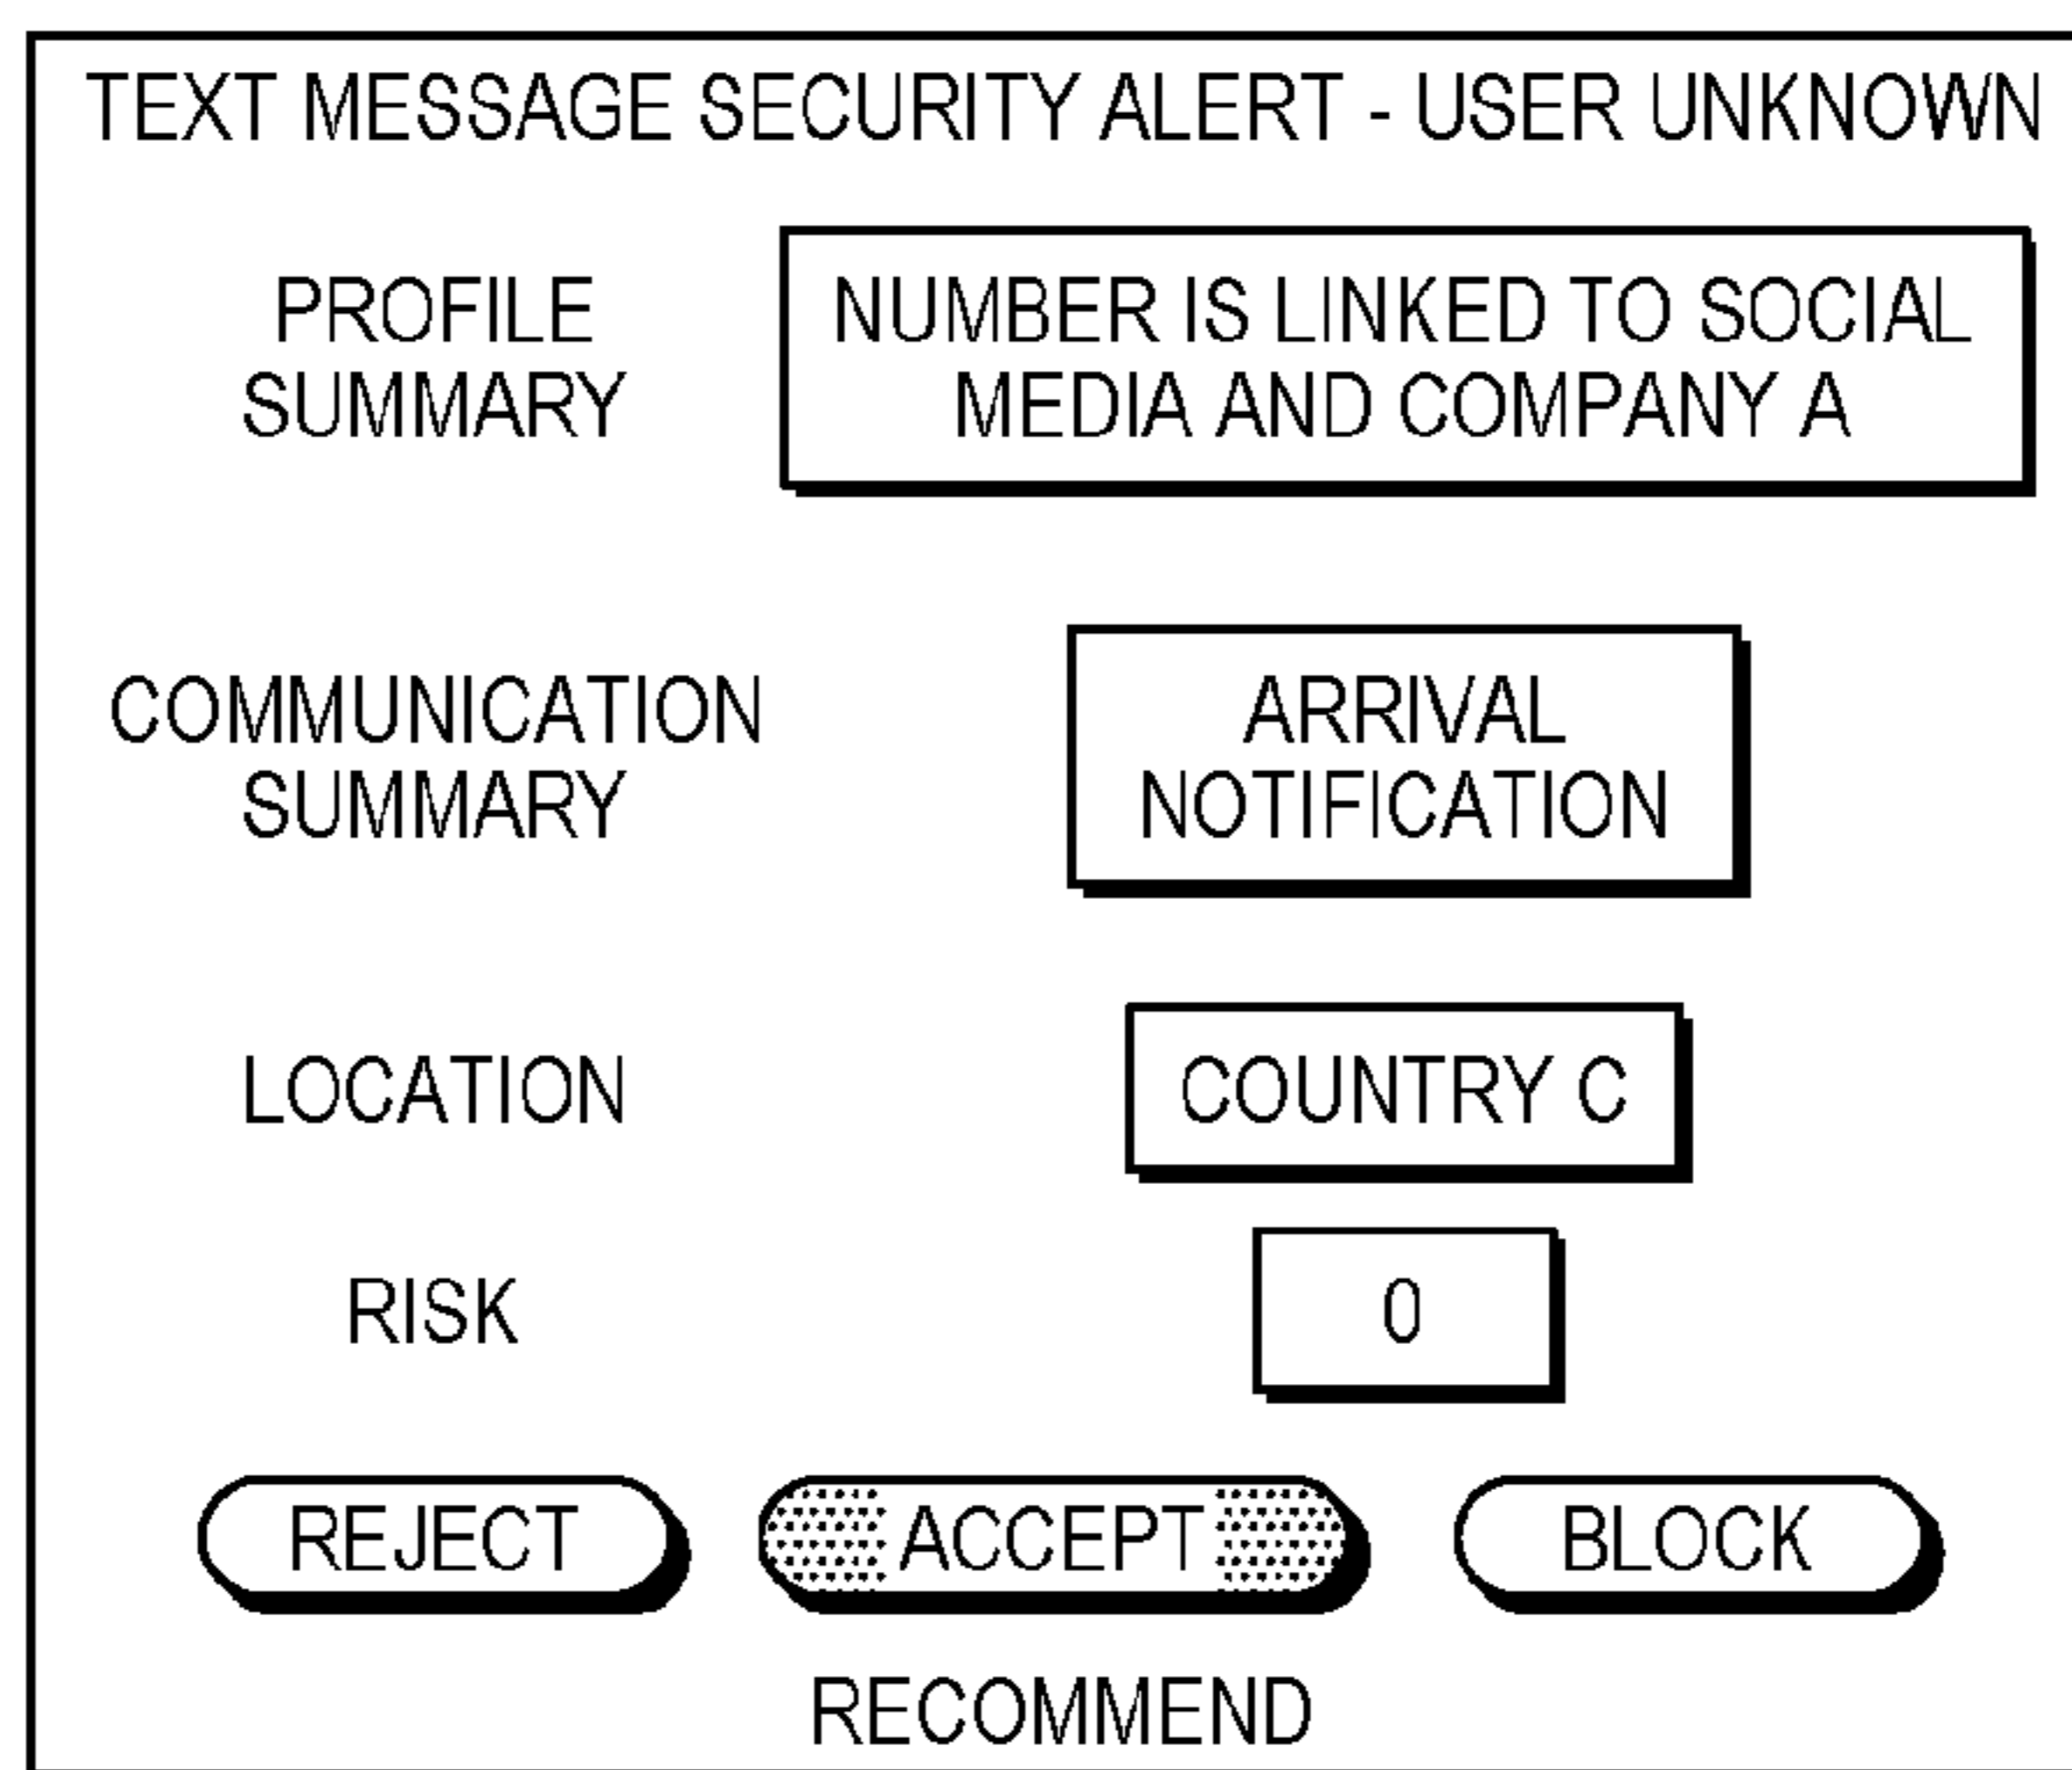 TEXT MESSAGE SECURITY ALERT - USER UNKNOWN
PROFILE
SUMMARY
NUMBER IS LINKED TO SOCIAL
MEDIA AND COMPANY A
COMMUNICATION
SUMMARY
ARRIVAL
NOTIFICATION
LOCATION
COUNTRY C
RISK
0
REJECT
ACCEPT
BLOCK
RECOMMEND